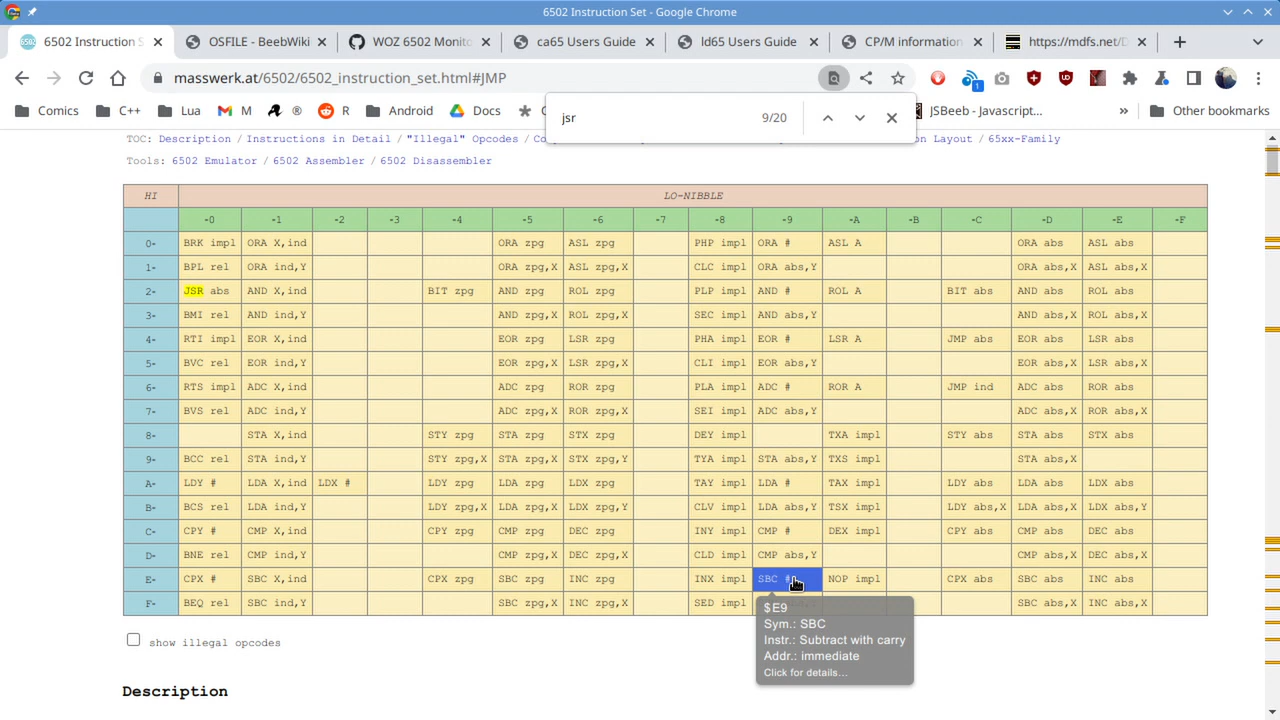 6502 Instruction Set - Google Chrome
6502 Instruction S
OSFILE - BeebWiki
WOZ 6502 Moni
ca65 Users Guide
ld65 Users Guide
CP/M information
https://mdfs.net/D
masswerk.at/6502/6502_instruction_set.html#JMP
Comics C++ Lua M R Android Docs JSBeeb - Javascript... » Other bookmarks
jsr 9/20
TOC: Description / Instructions in Detail / "Illegal" Opcodes / Co on Layout / 65xx-Family
Tools: 6502 Emulator / 6502 Assembler / 6502 Disassembler
HI LO-NIBBLE
-0 -1 -2 -3 -4 -5 -6 -7 -8 -9 -A -B -C -D -E -F
0- BRK impl ORA X,ind ORA zpg ASL zpg PHP impl ORA # ASL A ORA abs ASL abs
1- BPL rel ORA ind,Y ORA zpg,X ASL zpg,X CLC impl ORA abs,Y ORA abs,X ASL abs,X
2- JSR abs AND X,ind BIT zpg AND zpg ROL zpg PLP impl AND # ROL A BIT abs AND abs ROL abs
3- BMI rel AND ind,Y AND zpg,X ROL zpg,X SEC impl AND abs,Y AND abs,X ROL abs,X
4- RTI impl EOR X,ind EOR zpg LSR zpg PHA impl EOR # LSR A JMP abs EOR abs LSR abs
5- BVC rel EOR ind,Y EOR zpg,X LSR zpg,X CLI impl EOR abs,Y EOR abs,X LSR abs,X
6- RTS impl ADC X,ind ADC zpg ROR zpg PLA impl ADC # ROR A JMP ind ADC abs ROR abs
7- BVS rel ADC ind,Y ADC zpg,X ROR zpg,X SEI impl ADC abs,Y ADC abs,X ROR abs,X
8- STA X,ind STY zpg STA zpg STX zpg DEY impl TXA impl STY abs STA abs STX abs
9- BCC rel STA ind,Y STY zpg,X STA zpg,X STX zpg,Y TYA impl STA abs,Y TXS impl STA abs,X
A- LDY # LDA X,ind LDX # LDY zpg LDA zpg LDX zpg TAY impl LDA # TAX impl LDY abs LDA abs LDX abs
B- BCS rel LDA ind,Y LDY zpg,X LDA zpg,X LDX zpg,Y CLV impl LDA abs,Y TSX impl LDY abs,X LDA abs,X LDX abs,Y
C- CPY # CMP X,ind CPY zpg CMP zpg DEC zpg INY impl CMP # DEX impl CPY abs CMP abs DEC abs
D- BNE rel CMP ind,Y CMP zpg,X DEC zpg,X CLD impl CMP abs,Y CMP abs,X DEC abs,X
E- CPX # SBC X,ind CPX zpg SBC zpg INC zpg INX impl SBC # NOP impl CPX abs SBC abs INC abs
F- BEQ rel SBC ind,Y SBC zpg,X INC zpg,X SED impl SBC abs,X INC abs,X
$E9
Sym.: SBC
Instr.: Subtract with carry
Addr.: immediate
Click for details...
show illegal opcodes
Description